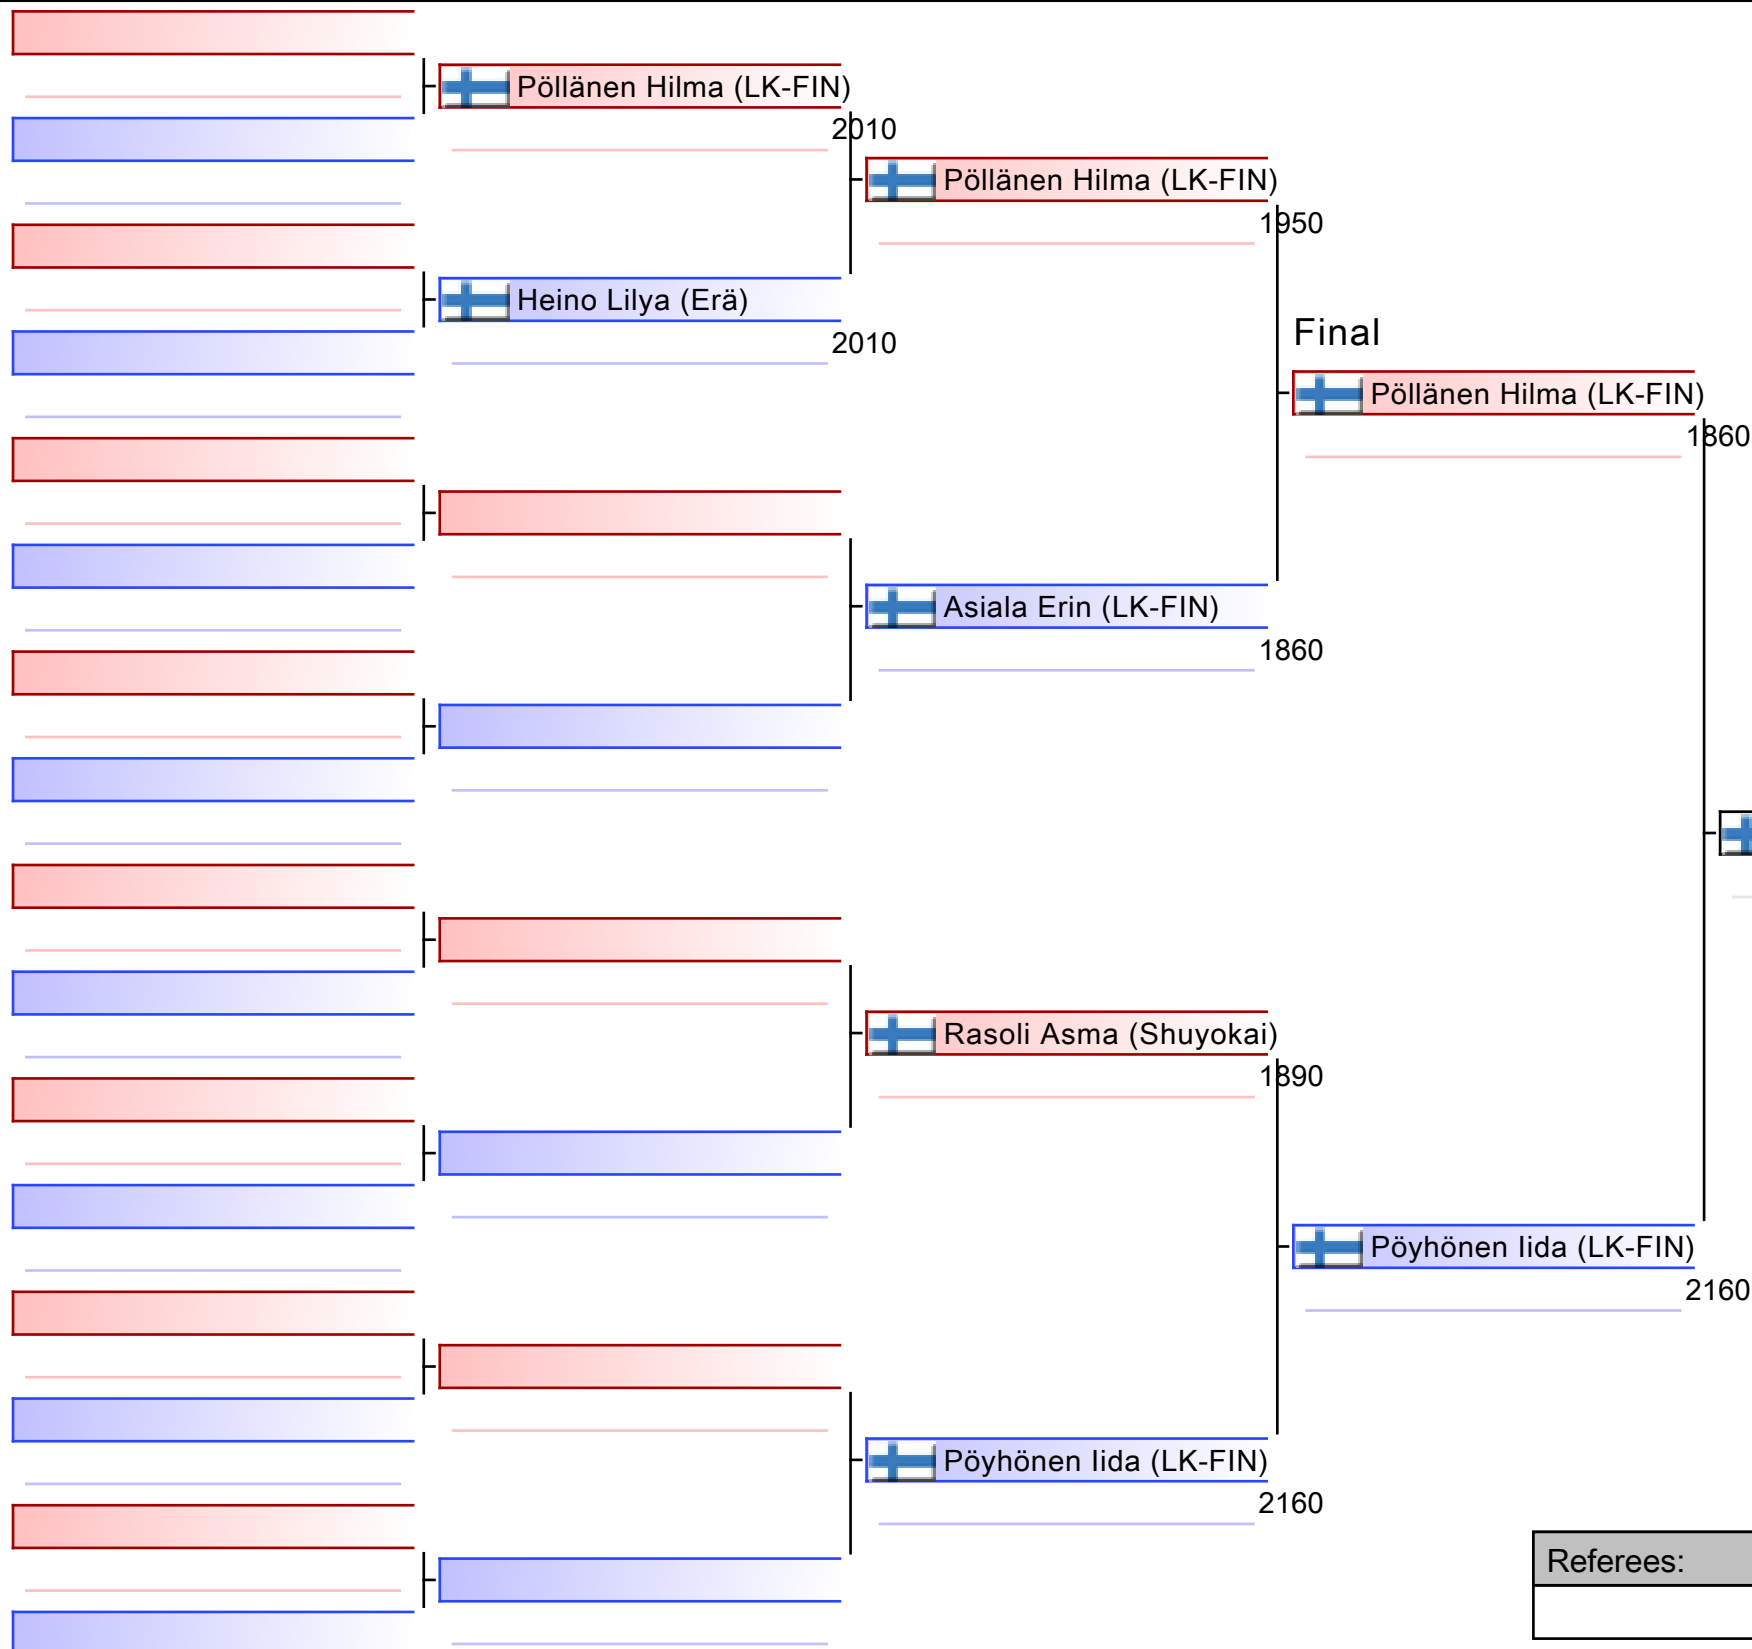 Pöllänen Hilma (LK-FIN)
2010
Pöllänen Hilma (LK-FIN)
1950
Heino Lilya (Erä)
2010
Final
Pöllänen Hilma (LK-FIN)
1860
Asiala Erin (LK-FIN)
1860
Rasoli Asma (Shuyokai)
1890
Pöyhönen Iida (LK-FIN)
2160
Pöyhönen Iida (LK-FIN)
2160
Referees: